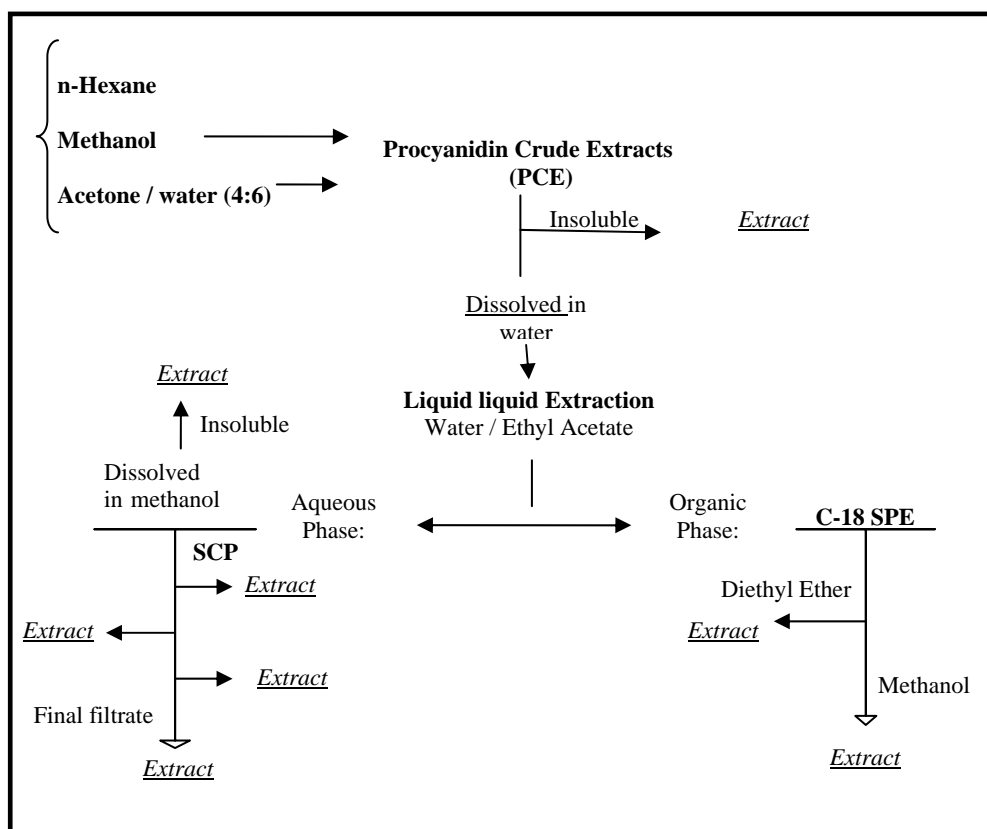 n-Hexane
Methanol
Acetone / water (4:6)
Procyanidin Crude Extracts
(PCE)
Insoluble
Extract
Dissolved in
water
Liquid liquid Extraction
Water / Ethyl Acetate
Extract
Insoluble
Dissolved
in methanol
Aqueous
Phase:
Organic
Phase:
C-18 SPE
SCP
Extract
Extract
Extract
Final filtrate
Extract
Diethyl Ether
Extract
Methanol
Extract